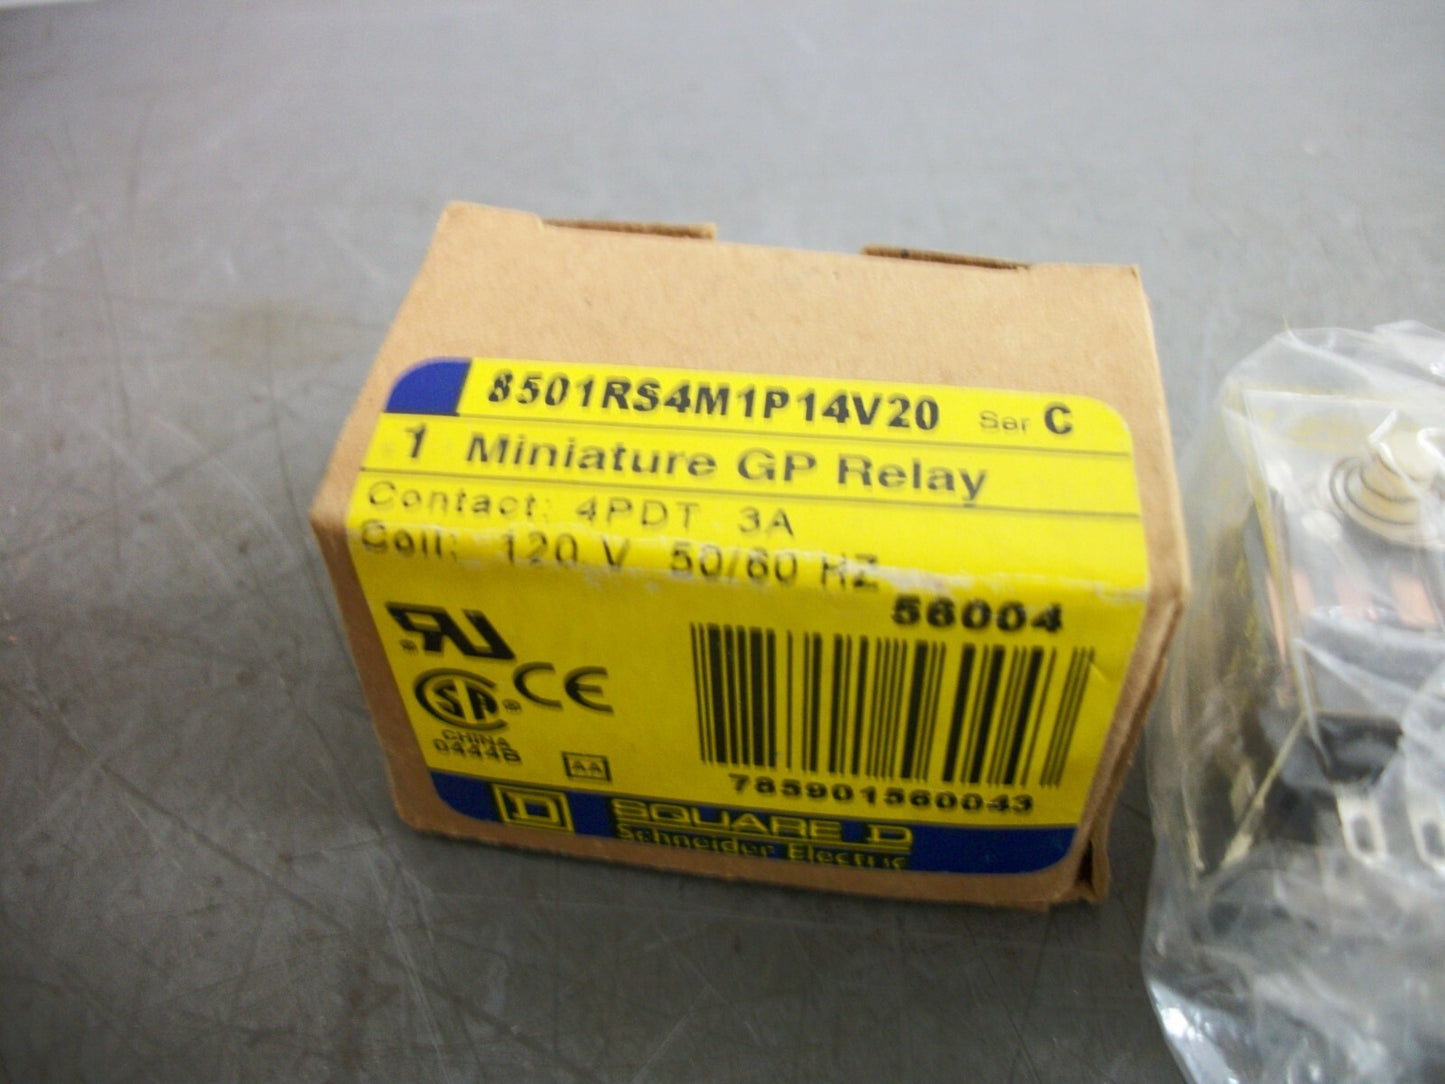 8501RS4M1P14V20 Ser C
1 Miniature GP Relay
Contact: 4PDT 3A
Coil: 120 V 50/60 HZ
56004
CE
CHINA
0444B
AA
785901560043
D SQUARE D
Schneider Electric